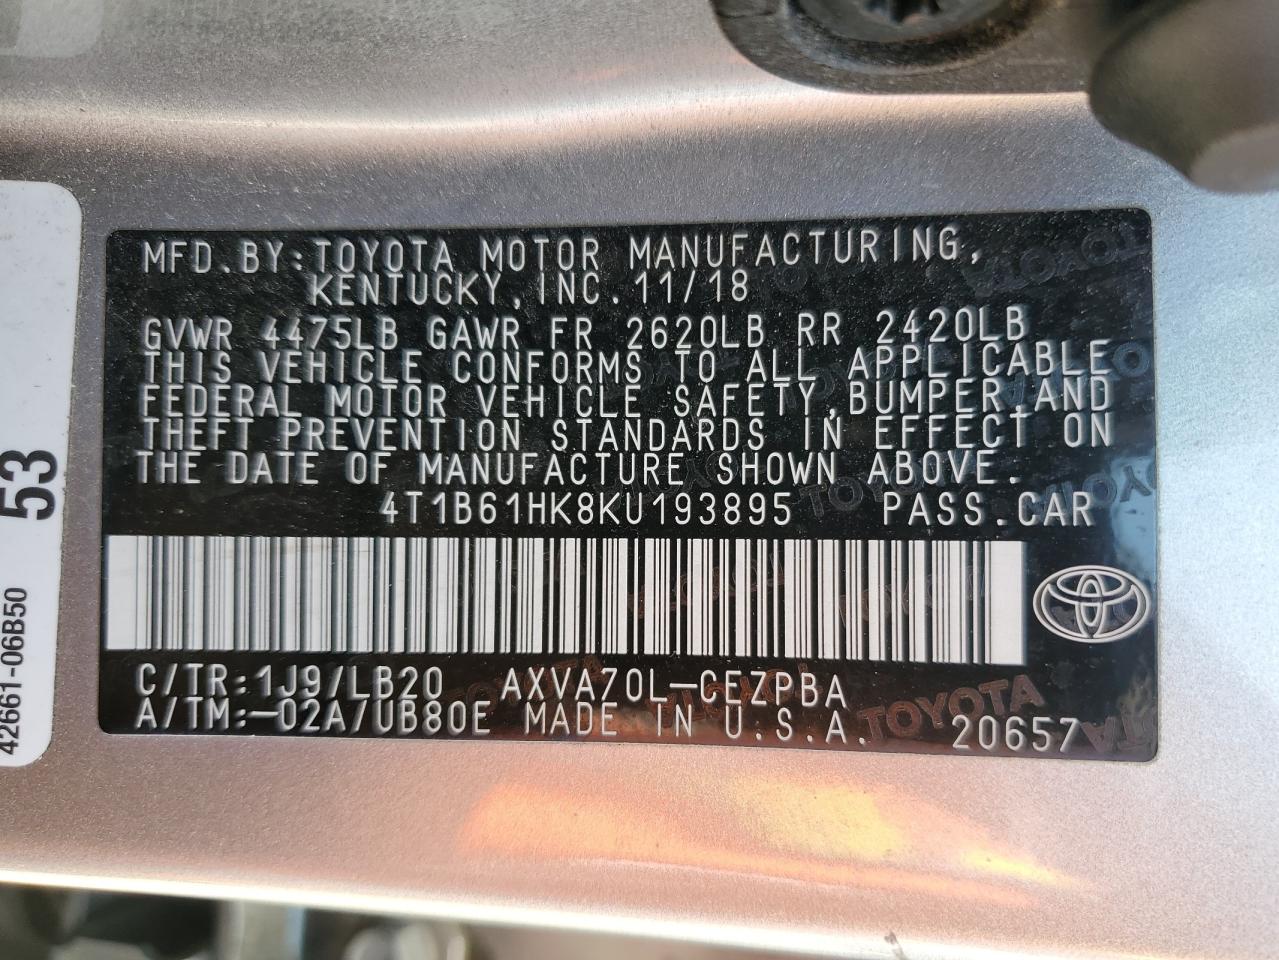 MFD.BY:TOYOTA MOTOR MANUFACTURING,
KENTUCKY,INC.11/18
GVWR 4475LB GAWR FR 2620LB RR 2420LB
THIS VEHICLE CONFORMS TO ALL APPLICABLE
FEDERAL MOTOR VEHICLE SAFETY,BUMPER,AND
THEFT PREVENTION STANDARDS IN EFFECT ON
THE DATE OF MANUFACTURE SHOWN ABOVE.
4T1B61HK8KU193895 PASS.CAR
C/TR:1J9/LB20 AXVA70L-CEZPBA
A/TM:-02A/UB80E MADE IN U.S.A. 20657
TOYOTA
53
42661-06B50